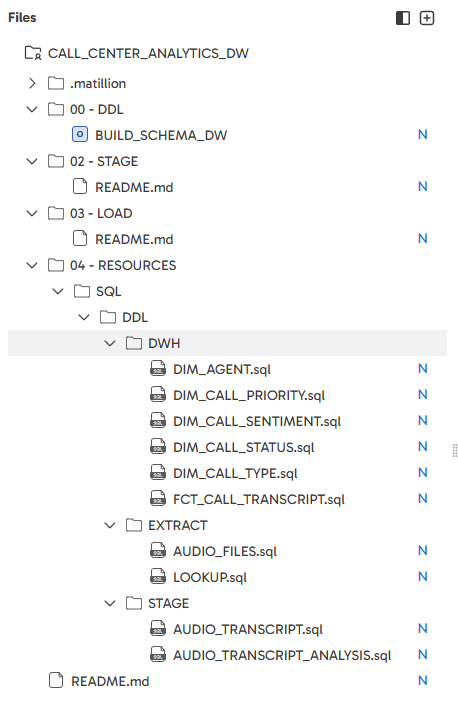 Files
CALL_CENTER_ANALYTICS_DW
.matillion
00 - DDL
BUILD_SCHEMA_DW N
02 - STAGE
README.md N
03 - LOAD
README.md N
04 - RESOURCES
SQL
DDL
DWH
DIM_AGENT.sql N
DIM_CALL_PRIORITY.sql N
DIM_CALL_SENTIMENT.sql N
DIM_CALL_STATUS.sql N
DIM_CALL_TYPE.sql N
FCT_CALL_TRANSCRIPT.sql N
EXTRACT
AUDIO_FILES.sql N
LOOKUP.sql N
STAGE
AUDIO_TRANSCRIPT.sql N
AUDIO_TRANSCRIPT_ANALYSIS.sql N
README.md N